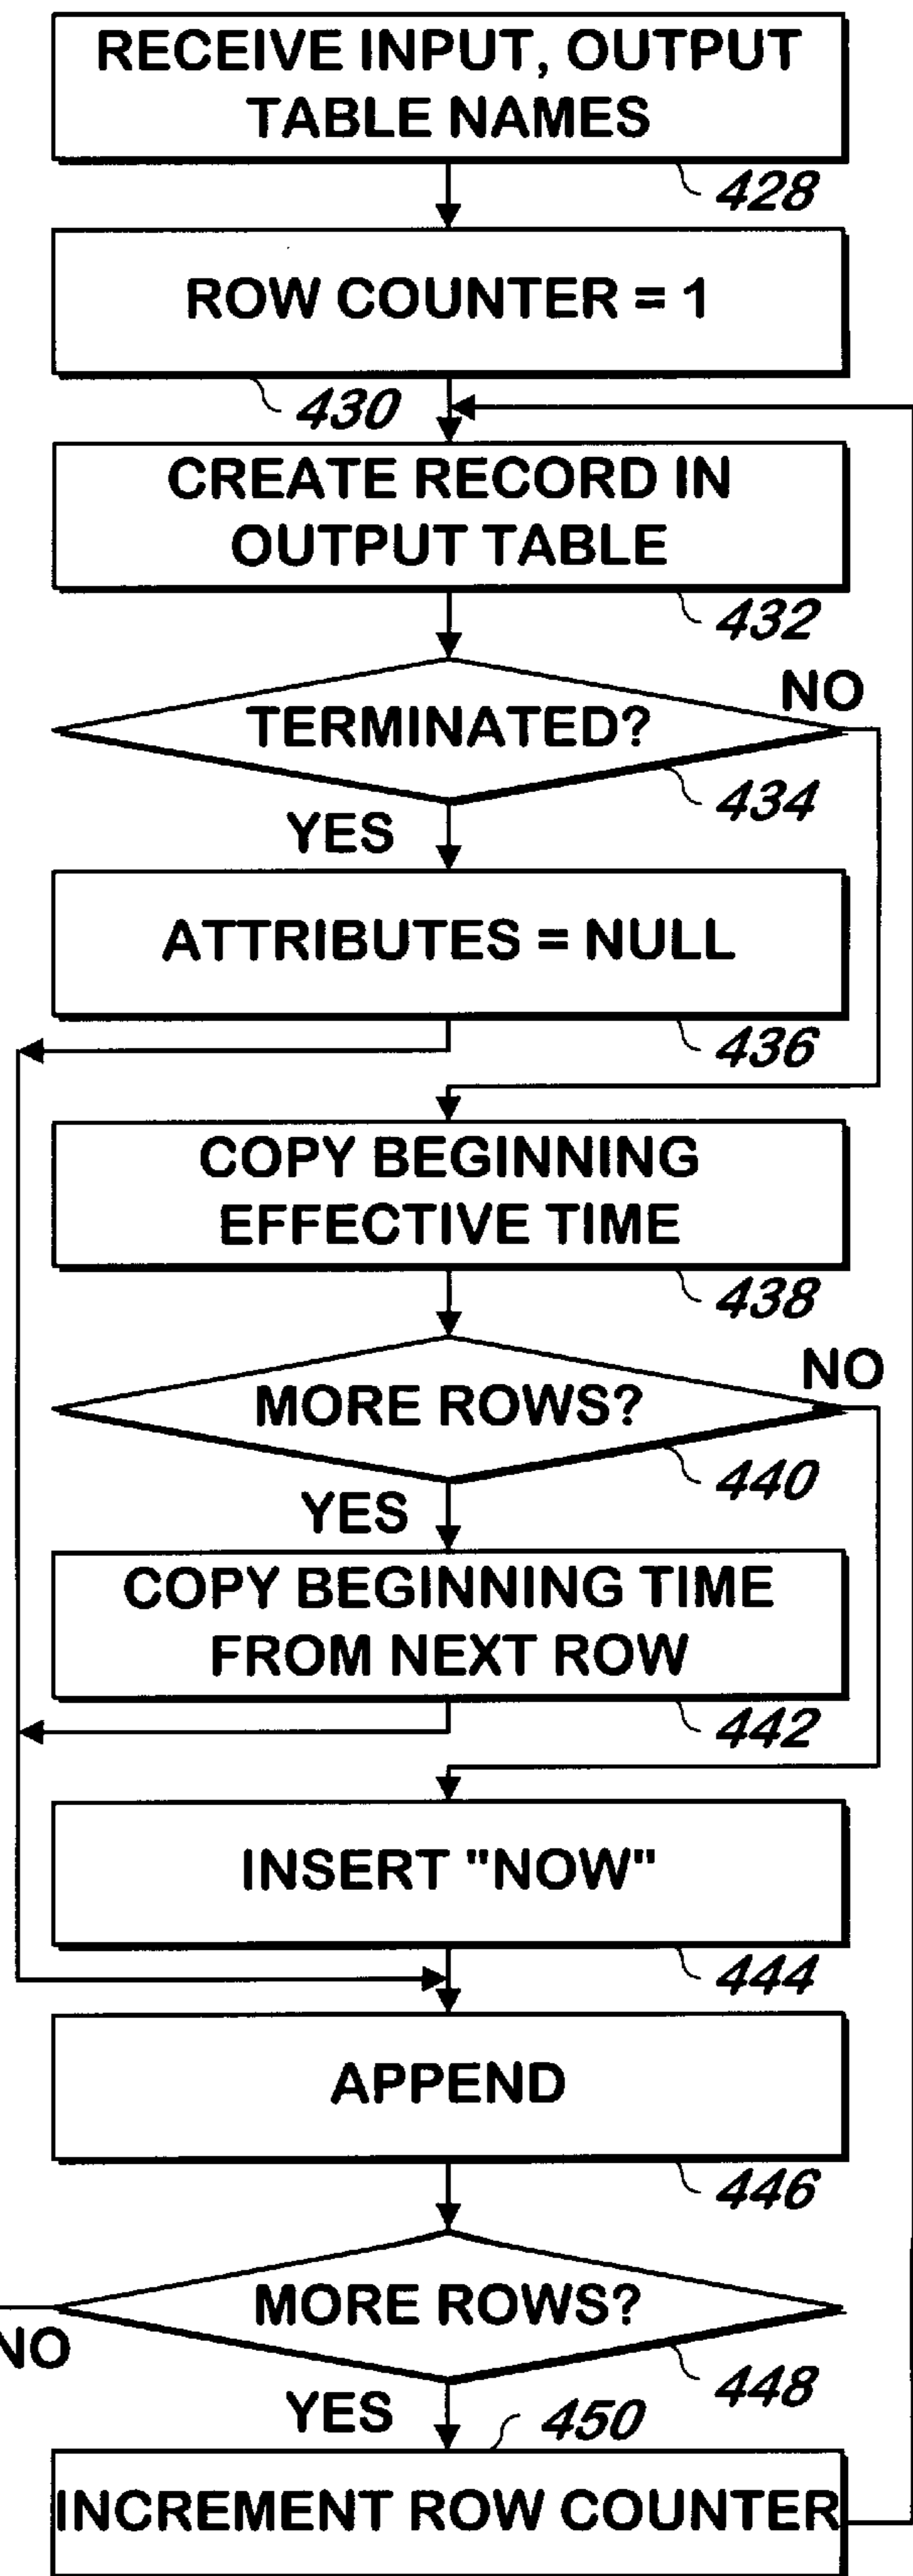 RECEIVE INPUT, OUTPUT
TABLE NAMES
428
ROW COUNTER = 1
430
CREATE RECORD IN
OUTPUT TABLE
432
TERMINATED?
NO
434
YES
ATTRIBUTES = NULL
436
COPY BEGINNING
EFFECTIVE TIME
438
MORE ROWS?
NO
440
YES
COPY BEGINNING TIME
FROM NEXT ROW
442
INSERT "NOW"
444
APPEND
446
MORE ROWS?
NO
448
YES
450
INCREMENT ROW COUNTER